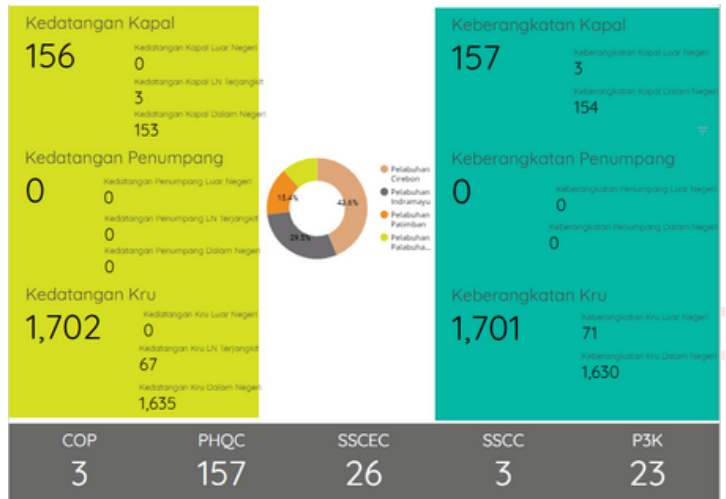 Kedatangan Kapal
156
Kedatangan Kapal Luar Negeri
0
Kedatangan Kapal LN Terjangkit
3
Kedatangan Kapal Dalam Negeri
153
Kedatangan Penumpang
0
Kedatangan Penumpang Luar Negeri
0
Kedatangan Penumpang LN Terjangkit
0
Kedatangan Penumpang Dalam Negeri
0
Kedatangan Kru
1,702
Kedatangan Kru Luar Negeri
0
Kedatangan Kru LN Terjangkit
67
Kedatangan Kru Dalam Negeri
1,635
15.4%
43.6%
29.5%
Pelabuhan
Cirebon
Pelabuhan
Indramayu
Pelabuhan
Patimban
Pelabuhan
Palabuha...
Keberangkatan Kapal
157
Keberangkatan Kapal Luar Negeri
3
Keberangkatan Kapal Dalam Negeri
154
Keberangkatan Penumpang
0
Keberangkatan Penumpang Luar Negeri
0
Keberangkatan Penumpang Dalam Negeri
0
Keberangkatan Kru
1,701
Keberangkatan Kru Luar Negeri
71
Keberangkatan Kru Dalam Negeri
1,630
COP
3
PHQC
157
SSCEC
26
SSCC
3
P3K
23